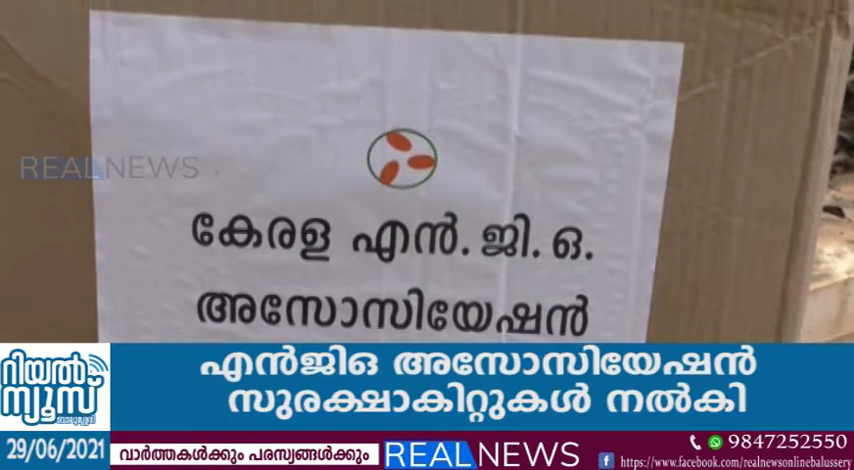 REALNEWS
കേരള എൻ.ജി.ഒ.
അസോസിയേഷൻ
റിയൽ ന്യൂസ്
എൻജിഒ അസോസിയേഷൻ
സുരക്ഷാകിറ്റുകൾ നൽകി
29/06/2021
വാർത്തകൾക്കും പരസ്യങ്ങൾക്കും
REALNEWS
9847252550
https://www.facebook.com/realnewsonlinebalussery